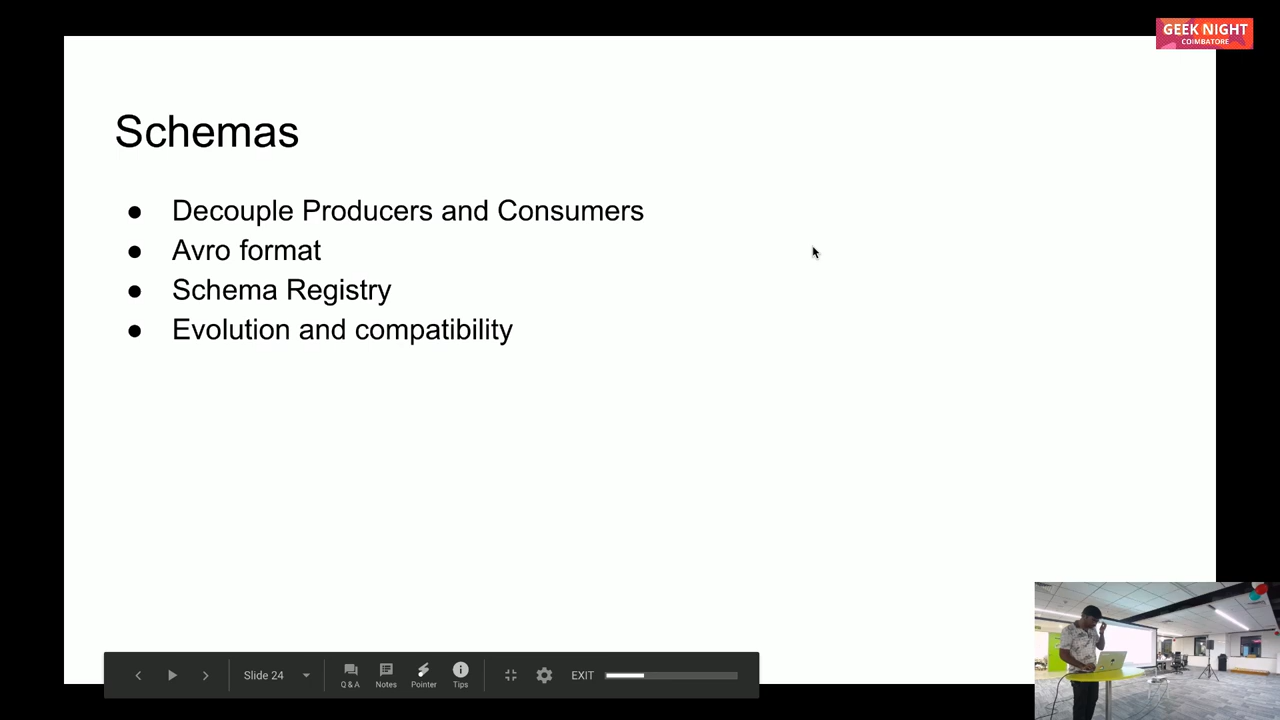 GEEK NIGHT
COIMBATORE
Schemas
● Decouple Producers and Consumers
● Avro format
● Schema Registry
● Evolution and compatibility
Slide 24
Q & A
Notes
Pointer
Tips
EXIT